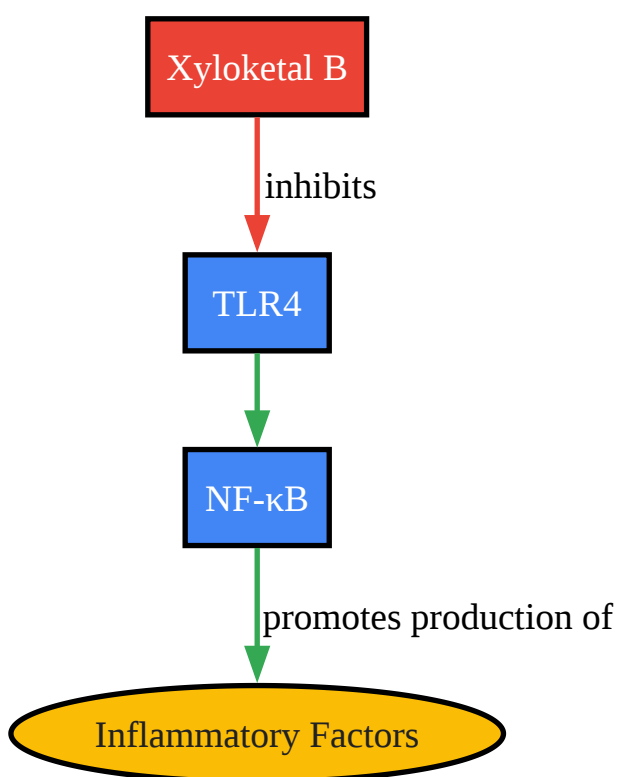 Xyloketal B
inhibits
TLR4
NF-κB
promotes production of
Inflammatory Factors